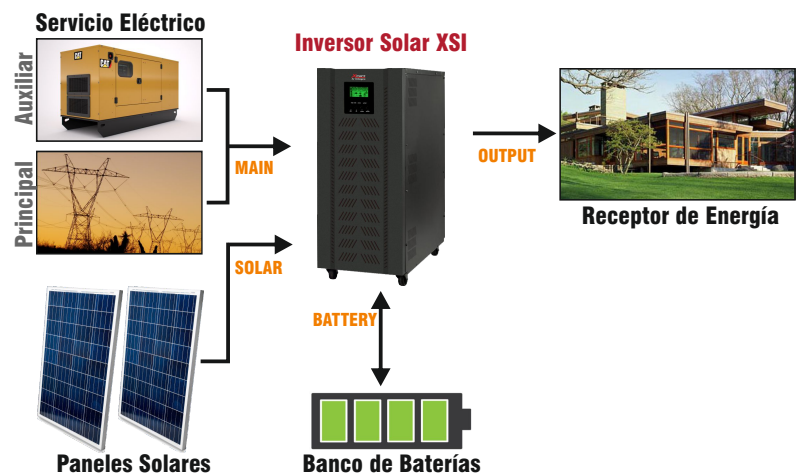 Servicio Eléctrico
Inversor Solar XSI
Auxiliar
CAT
CAT
Principal
MAIN
OUTPUT
Receptor de Energía
SOLAR
BATTERY
Paneles Solares
Banco de Baterías